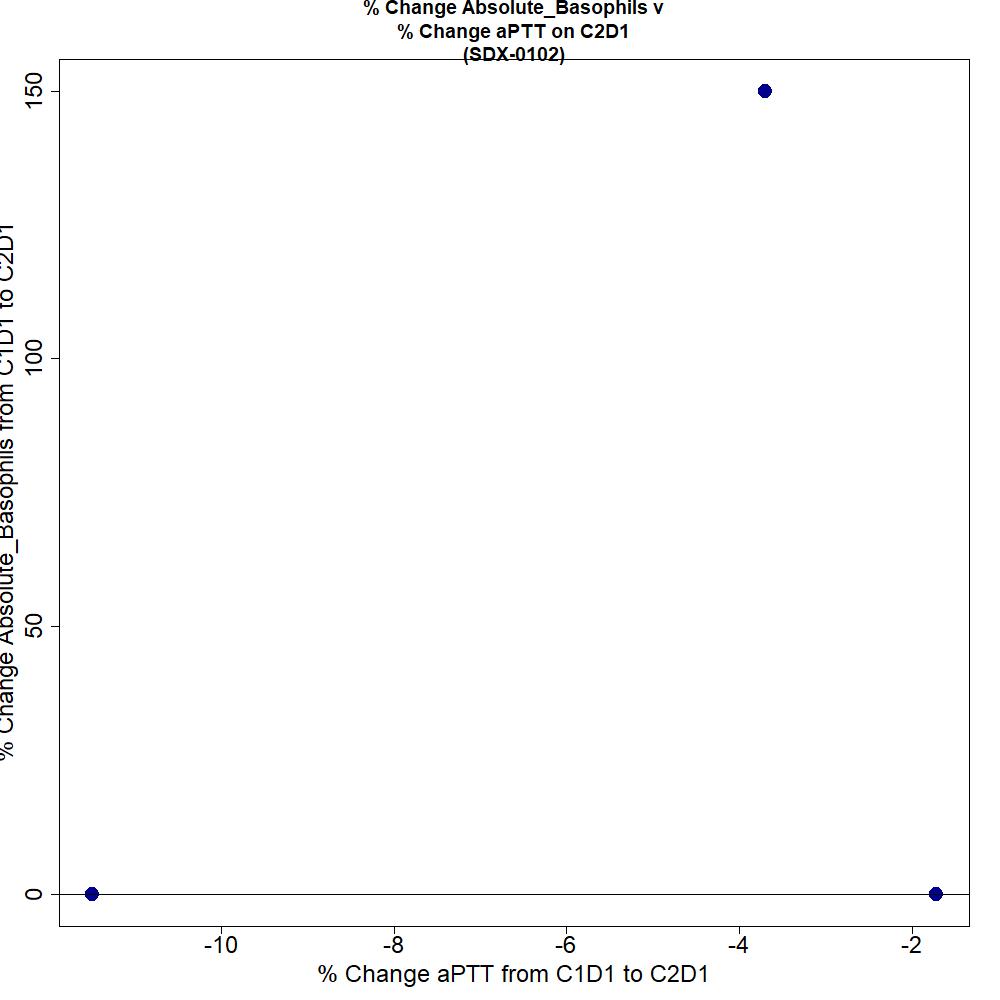 % Change Absolute_Basophils v
% Change aPTT on C2D1
(SDX-0102)
% Change Absolute_Basophils from C1D1 to C2D1
150
100
50
0
-10
-8
-6
-4
-2
% Change aPTT from C1D1 to C2D1